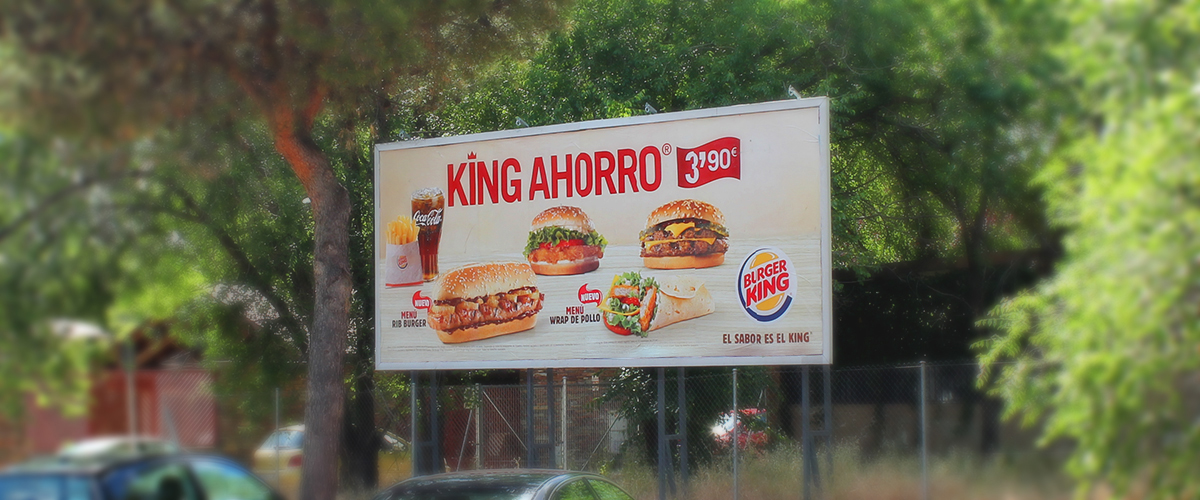 KING AHORRO®
3'90€
Coca-Cola
NUEVO
MENÚ
RIB BURGER
NUEVO
MENÚ
WRAP DE POLLO
BURGER
KING
EL SABOR ES EL KING